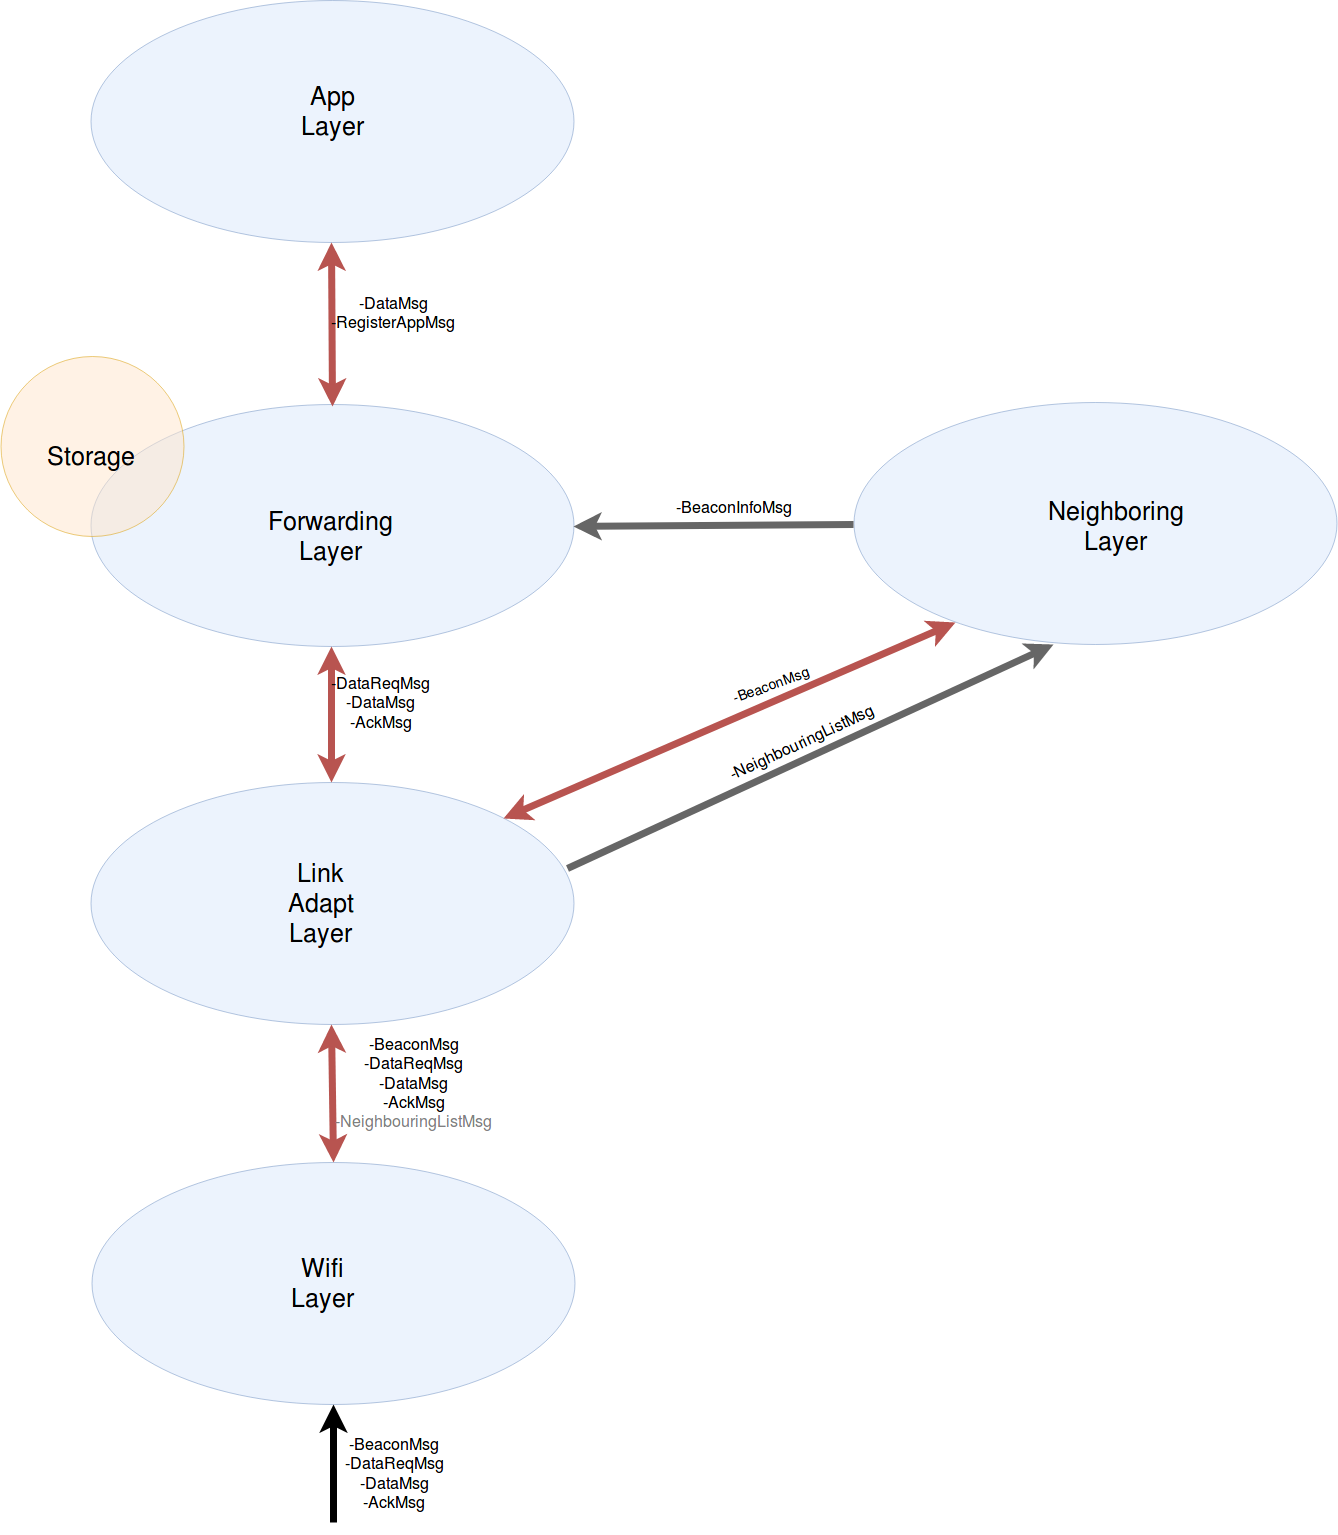 App
Layer
-DataMsg
-RegisterAppMsg
Storage
Forwarding
Layer
-BeaconInfoMsg
Neighboring
Layer
-DataReqMsg
-DataMsg
-AckMsg
-BeaconMsg
-NeighbouringListMsg
Link
Adapt
Layer
-BeaconMsg
-DataReqMsg
-DataMsg
-AckMsg
-NeighbouringListMsg
Wifi
Layer
-BeaconMsg
-DataReqMsg
-DataMsg
-AckMsg